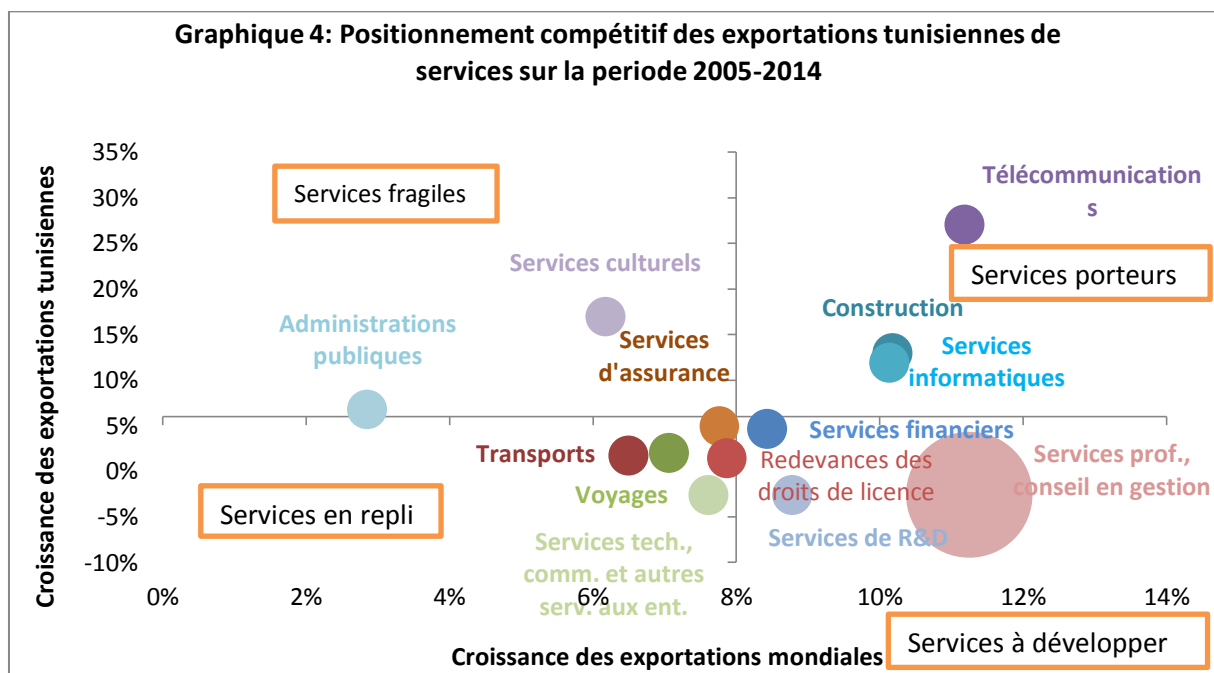 Graphique 4: Positionnement compétitif des exportations tunisiennes de
services sur la periode 2005-2014
Croissance des exportations tunisiennes
35%
30%
25%
20%
15%
10%
5%
0%
-5%
-10%
Services fragiles
Télécommunication
s
Services culturels
Services porteurs
Administrations
publiques
Construction
Services
d'assurance
Services
informatiques
Transports
Services financiers
Voyages
Redevances des
droits de licence
Services prof.,
conseil en gestion
Services en repli
Services tech.,
comm. et autres
serv. aux ent.
Services de R&D
0%
2%
4%
6%
8%
10%
12%
14%
Croissance des exportations mondiales
Services à développer